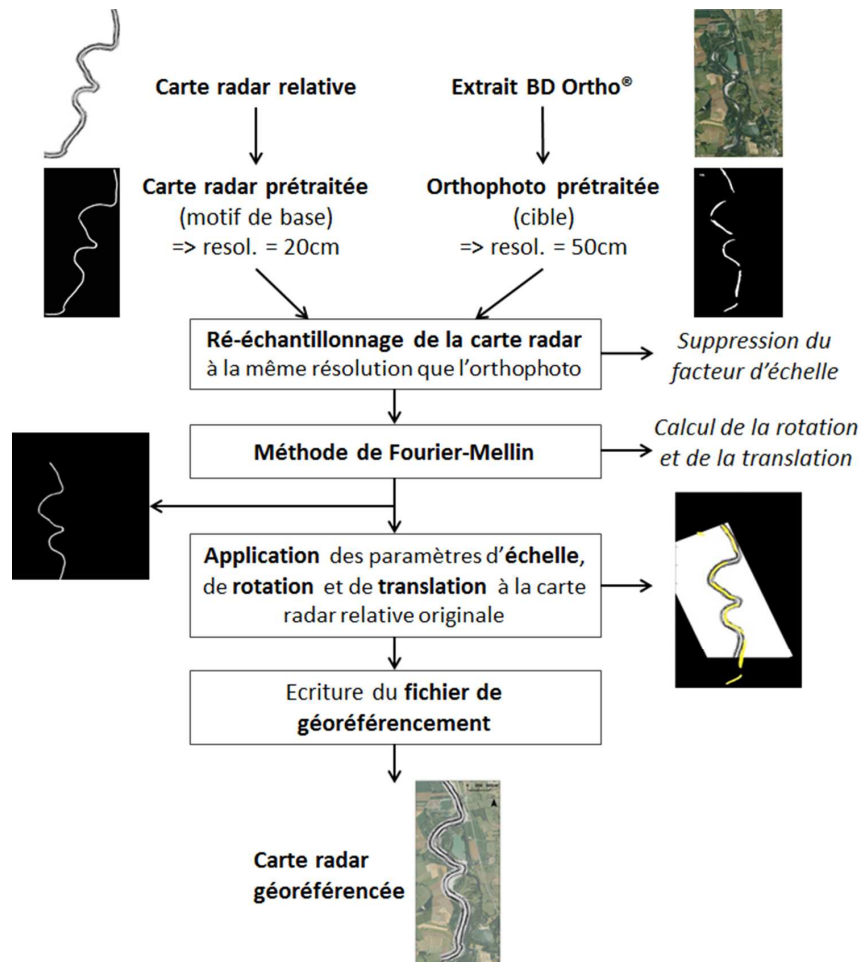 Carte radar relative
Extrait BD Ortho®
Carte radar prétraitée
(motif de base)
=> resol. = 20cm
Orthophoto prétraitée
(cible)
=> resol. = 50cm
Ré-échantillonnage de la carte radar
à la même résolution que l’orthophoto
Suppression du
facteur d’échelle
Méthode de Fourier-Mellin
Calcul de la rotation
et de la translation
Application des paramètres d’échelle,
de rotation et de translation à la carte
radar relative originale
Ecriture du fichier de
géoréférencement
Carte radar
géoréférencée